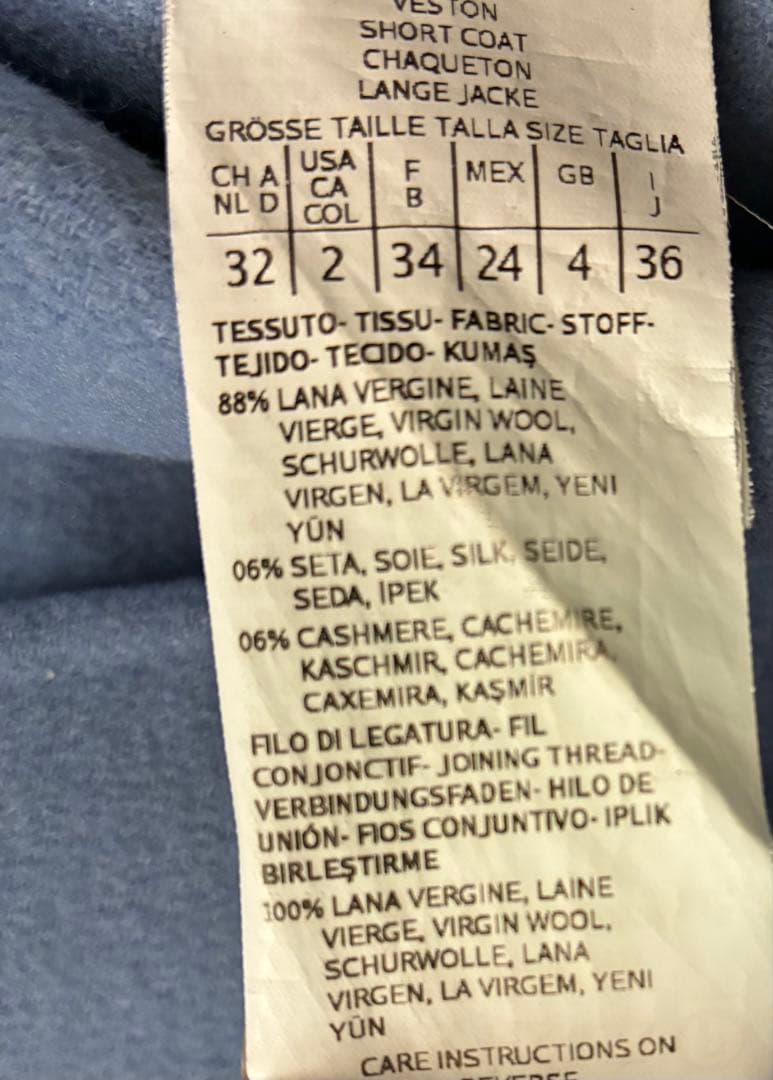 VESTON
SHORT COAT
CHAQUETON
LANGE JACKE
GRÖSSE TAILLE TALLA SIZE TAGLIA
CH A NL D | USA CA COL | F B | MEX | GB | I J
32 | 2 | 34 | 24 | 4 | 36
TESSUTO- TISSU- FABRIC- STOFF-
TEJIDO- TECIDO- KUMAŞ
88% LANA VERGINE, LAINE
VIERGE, VIRGIN WOOL,
SCHURWOLLE, LANA
VIRGEN, LA VIRGEM, YENI
YÜN
06% SETA, SOIE, SILK, SEIDE,
SEDA, İPEK
06% CASHMERE, CACHEMIRE,
KASCHMIR, CACHEMIRA,
CAXEMIRA, KAŞMİR
FILO DI LEGATURA- FIL
CONJONCTIF- JOINING THREAD-
VERBINDUNGSFADEN- HILO DE
UNIÓN- FIOS CONJUNTIVO- IPLIK
BIRLEŞTIRME
100% LANA VERGINE, LAINE
VIERGE, VIRGIN WOOL,
SCHURWOLLE, LANA
VIRGEN, LA VIRGEM, YENI
YÜN
CARE INSTRUCTIONS ON
REVERSE